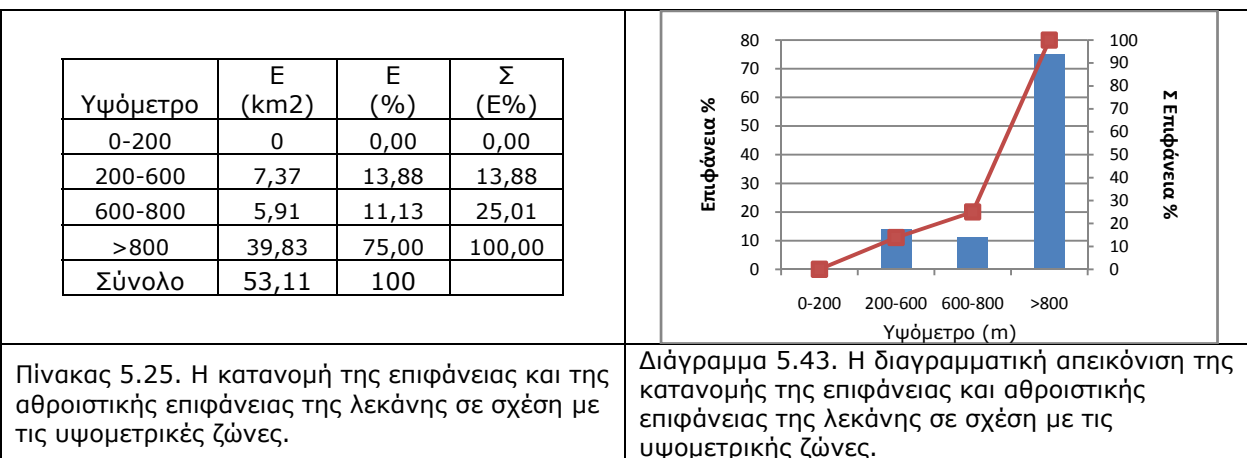 Υψόμετρο E (km2) E (%) Σ (E%)
0-200 0 0,00 0,00
200-600 7,37 13,88 13,88
600-800 5,91 11,13 25,01
>800 39,83 75,00 100,00
Σύνολο 53,11 100
Πίνακας 5.25. Η κατανομή της επιφάνειας και της
αθροιστικής επιφάνειας της λεκάνης σε σχέση με
τις υψομετρικές ζώνες.
Επιφάνεια %
80
70
60
50
40
30
20
10
0
100
90
80
70
60
50
40
30
20
10
0
Σ Επιφάνεια %
0-200 200-600 600-800 >800
Υψόμετρο (m)
Διάγραμμα 5.43. Η διαγραμματική απεικόνιση της
κατανομής της επιφάνειας και αθροιστικής
επιφάνειας της λεκάνης σε σχέση με τις
υψομετρικής ζώνες.